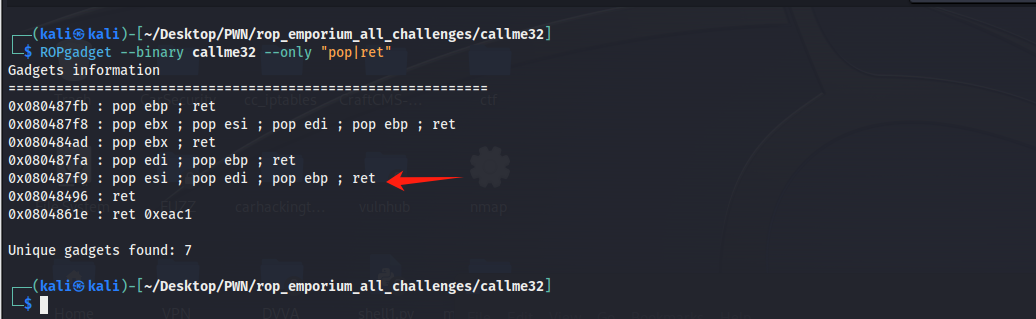 ┌──(kali㉿kali)-[~/Desktop/PWN/rop_emporium_all_challenges/callme32]
└─$ ROPgadget --binary callme32 --only "pop|ret"
Gadgets information
============================================================
0x080487fb : pop ebp ; ret
0x080487f8 : pop ebx ; pop esi ; pop edi ; pop ebp ; ret
0x080484ad : pop ebx ; ret
0x080487fa : pop edi ; pop ebp ; ret
0x080487f9 : pop esi ; pop edi ; pop ebp ; ret
0x08048496 : ret
0x0804861e : ret 0xeac1
Unique gadgets found: 7
┌──(kali㉿kali)-[~/Desktop/PWN/rop_emporium_all_challenges/callme32]
└─$